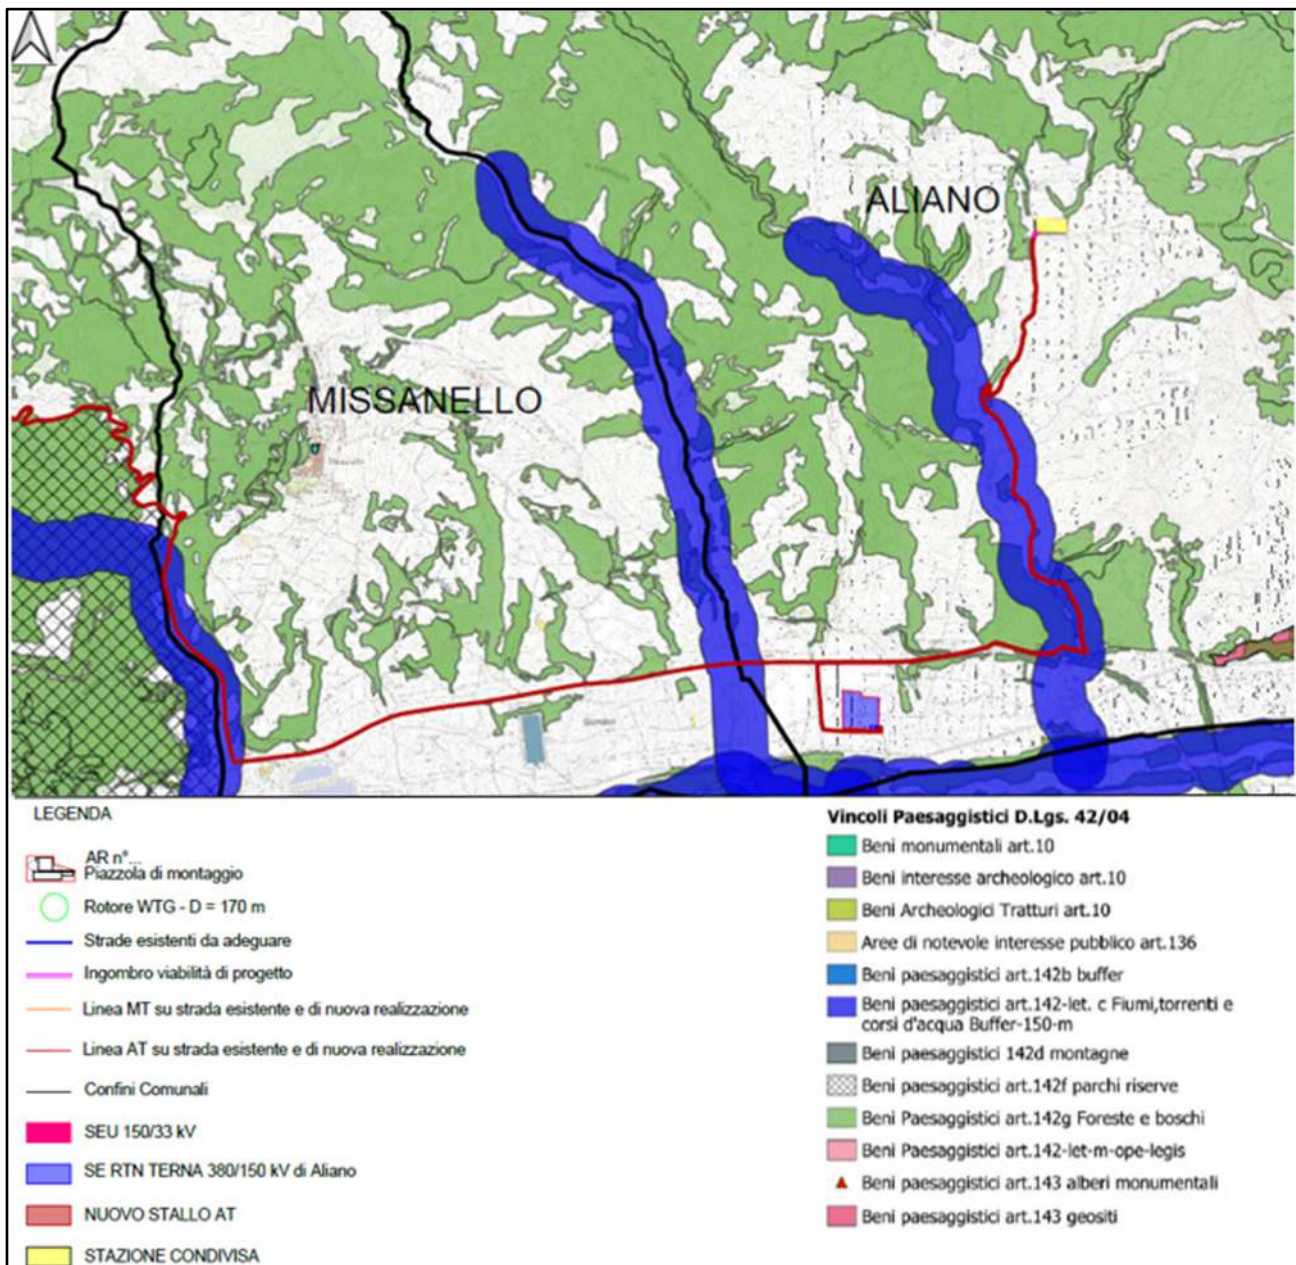 ALIANO
MISSANELLO
LEGENDA
AR n°...
Piazzola di montaggio
Rotore WTG - D = 170 m
Strade esistenti da adeguare
Ingombro viabilità di progetto
Linea MT su strada esistente e di nuova realizzazione
Linea AT su strada esistente e di nuova realizzazione
Confini Comunali
SEU 150/33 kV
SE RTN TERNA 380/150 kV di Aliano
NUOVO STALLO AT
STAZIONE CONDIVISA
Vincoli Paesaggistici D.Lgs. 42/04
Beni monumentali art.10
Beni interesse archeologico art.10
Beni Archeologici Tratturi art.10
Aree di notevole interesse pubblico art.136
Beni paesaggistici art.142b buffer
Beni paesaggistici art.142-let. c Fiumi,torrenti e
corsi d'acqua Buffer-150-m
Beni paesaggistici 142d montagne
Beni paesaggistici art.142f parchi riserve
Beni Paesaggistici art.142g Foreste e boschi
Beni Paesaggistici art.142-let-m-ope-legis
Beni paesaggistici art.143 alberi monumentali
Beni paesaggistici art.143 geositi